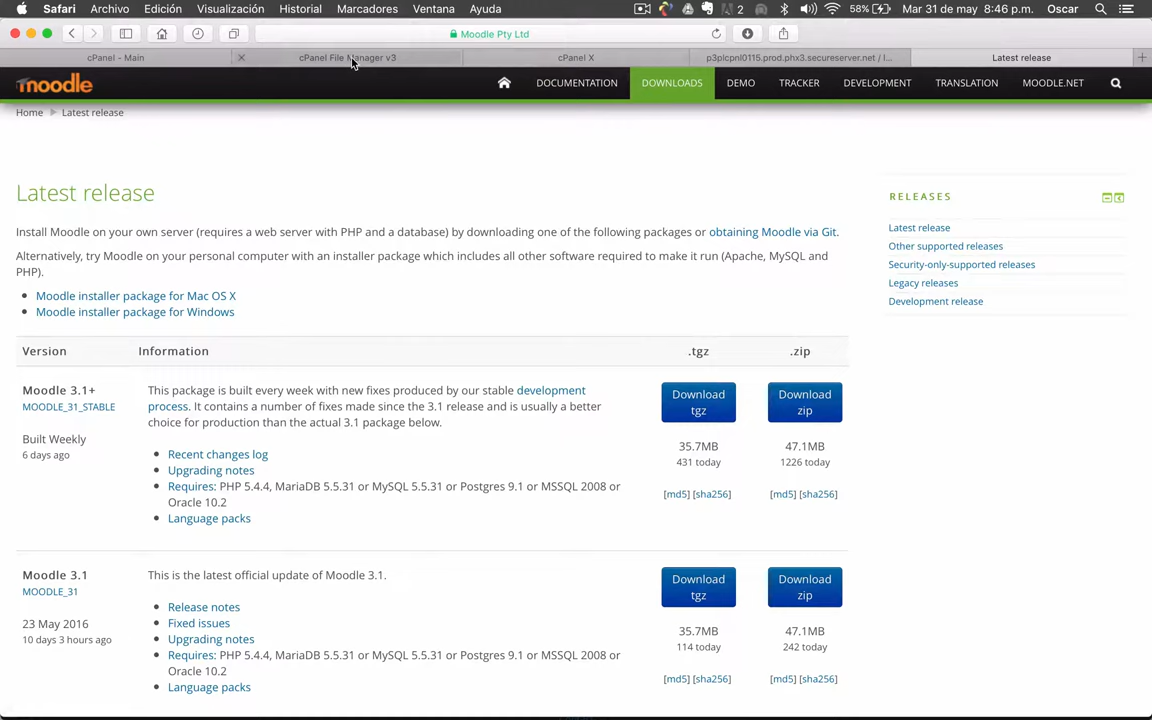 Safari Archivo Edición Visualización Historial Marcadores Ventana Ayuda 2 58% Mar 31 de may 8:46 p.m. Oscar
Moodle Pty Ltd
cPanel - Main cPanel File Manager v3 cPanel X p3plcpnl0115.prod.phx3.secureserver.net / l... Latest release
moodle DOCUMENTATION DOWNLOADS DEMO TRACKER DEVELOPMENT TRANSLATION MOODLE.NET
Home Latest release
Latest release
Install Moodle on your own server (requires a web server with PHP and a database) by downloading one of the following packages or obtaining Moodle via Git.
Alternatively, try Moodle on your personal computer with an installer package which includes all other software required to make it run (Apache, MySQL and
PHP).
Moodle installer package for Mac OS X
Moodle installer package for Windows
Version Information .tgz .zip
Moodle 3.1+
MOODLE_31_STABLE
Built Weekly
6 days ago
This package is built every week with new fixes produced by our stable development
process. It contains a number of fixes made since the 3.1 release and is usually a better
choice for production than the actual 3.1 package below.
Recent changes log
Upgrading notes
Requires: PHP 5.4.4, MariaDB 5.5.31 or MySQL 5.5.31 or Postgres 9.1 or MSSQL 2008 or
Oracle 10.2
Language packs
Download
tgz
35.7MB
431 today
[md5] [sha256]
Download
zip
47.1MB
1226 today
[md5] [sha256]
Moodle 3.1
MOODLE_31
23 May 2016
10 days 3 hours ago
This is the latest official update of Moodle 3.1.
Release notes
Fixed issues
Upgrading notes
Requires: PHP 5.4.4, MariaDB 5.5.31 or MySQL 5.5.31 or Postgres 9.1 or MSSQL 2008 or
Oracle 10.2
Language packs
Download
tgz
35.7MB
114 today
[md5] [sha256]
Download
zip
47.1MB
242 today
[md5] [sha256]
RELEASES
Latest release
Other supported releases
Security-only-supported releases
Legacy releases
Development release